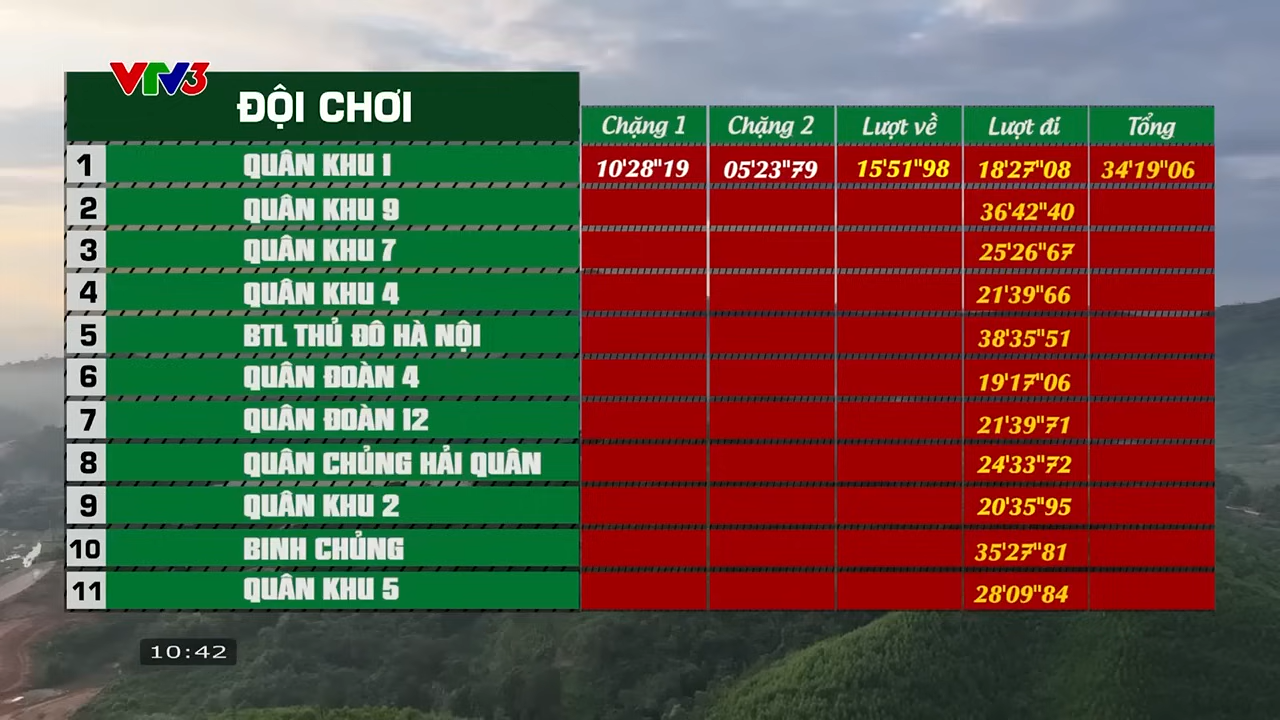 VTV3
ĐỘI CHƠI Chặng 1 Chặng 2 Lượt về Lượt đi Tổng
1 QUÂN KHU 1 10'28"19 05'23"79 15'51"98 18'27"08 34'19"06
2 QUÂN KHU 9 36'42"40
3 QUÂN KHU 7 25'26"67
4 QUÂN KHU 4 21'39"66
5 BTL THỦ ĐÔ HÀ NỘI 38'35"51
6 QUÂN ĐOÀN 4 19'17"06
7 QUÂN ĐOÀN 12 21'39"71
8 QUÂN CHỦNG HẢI QUÂN 24'33"72
9 QUÂN KHU 2 20'35"95
10 BINH CHỦNG 35'27"81
11 QUÂN KHU 5 28'09"84
10:42